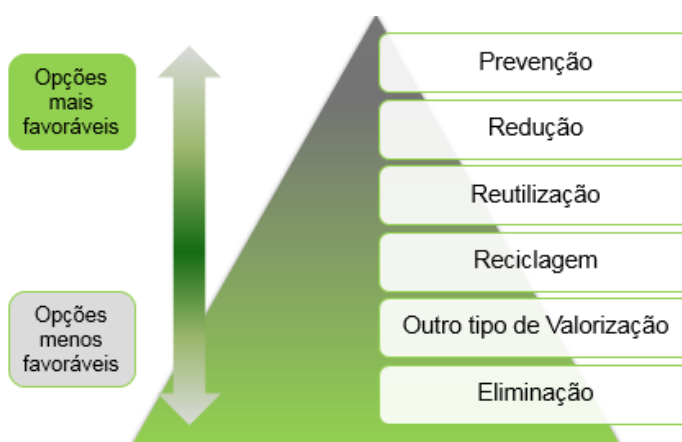 Opções
mais
favoráveis
Opções
menos
favoráveis
Prevenção
Redução
Reutilização
Reciclagem
Outro tipo de Valorização
Eliminação